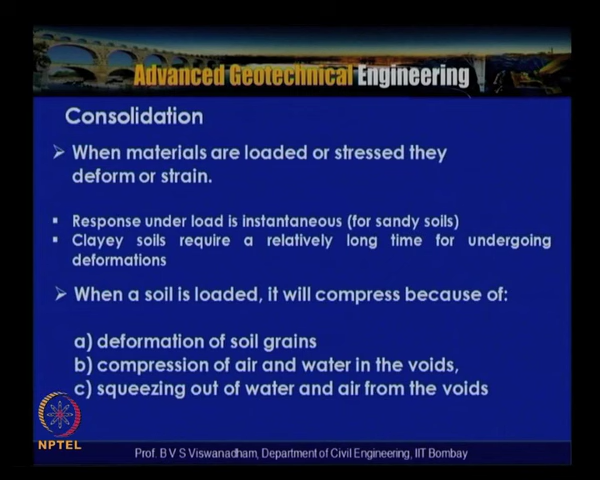 Advanced Geotechnical Engineering
Consolidation
➢ When materials are loaded or stressed they
deform or strain.
▪ Response under load is instantaneous (for sandy soils)
▪ Clayey soils require a relatively long time for undergoing
deformations
➢ When a soil is loaded, it will compress because of:
a) deformation of soil grains
b) compression of air and water in the voids,
c) squeezing out of water and air from the voids
NPTEL
Prof. B V S Viswanadham, Department of Civil Engineering, IIT Bombay